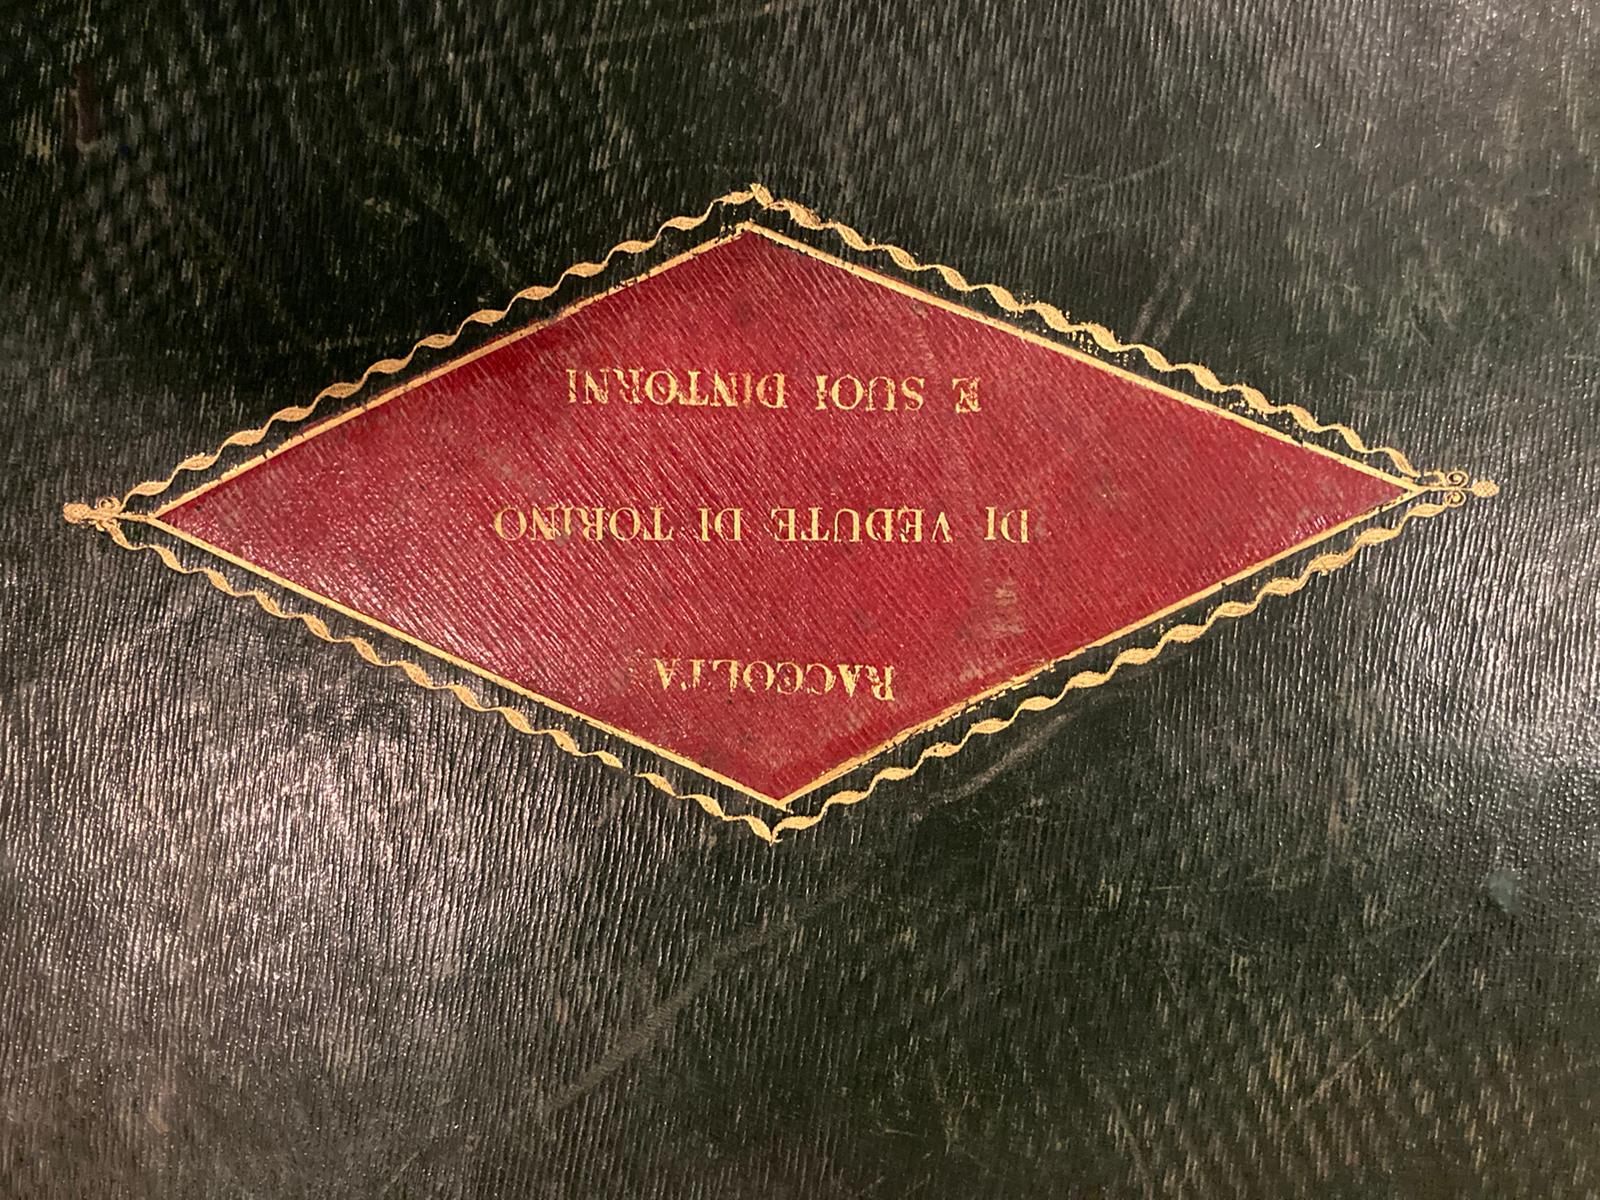 RACCOLTA
DI VEDUTE DI TORINO
E SUOI DINTORNI